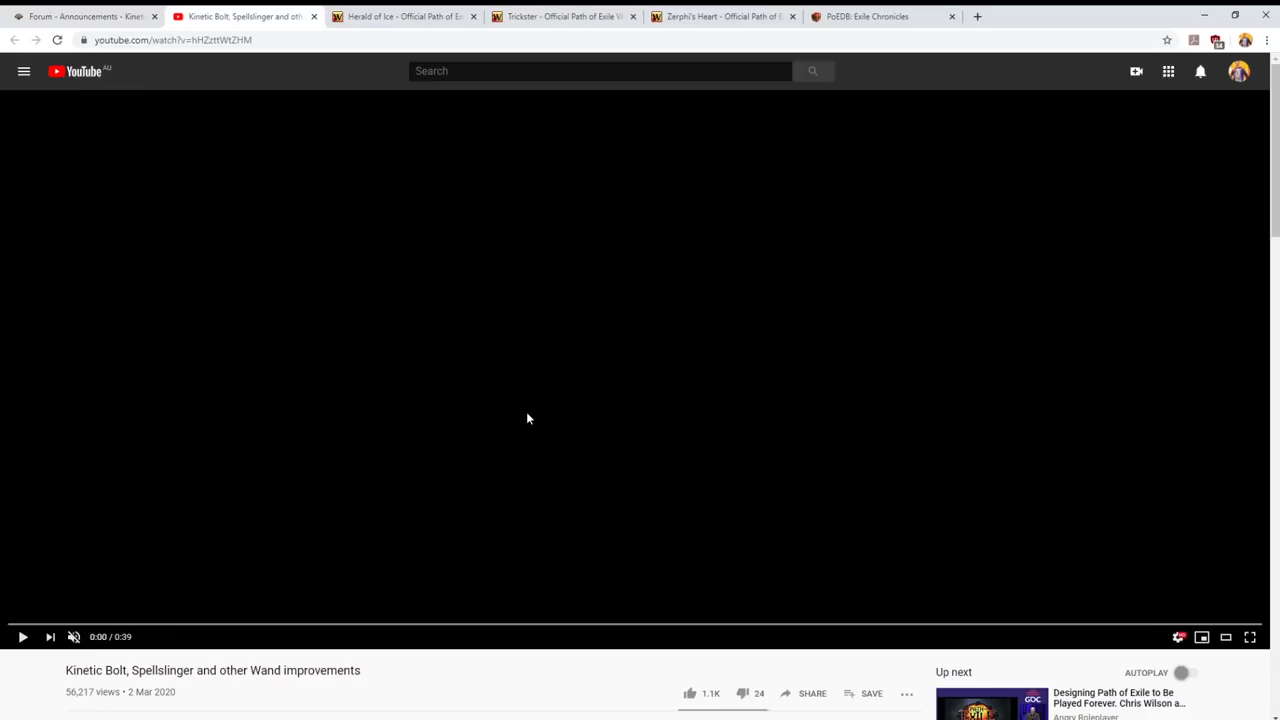 Forum - Announcements - Kinet
Kinetic Bolt, Spellslinger and oth
Herald of Ice - Official Path of Ex
Trickster - Official Path of Exile W
Zerphi's Heart - Official Path of E
PoEDB: Exile Chronicles
youtube.com/watch?v=hHZzttWtZHM
YouTube AU
Search
0:00 / 0:39
Kinetic Bolt, Spellslinger and other Wand improvements
56,217 views • 2 Mar 2020
1.1K
24
SHARE
SAVE
Up next
AUTOPLAY
GDC
Designing Path of Exile to Be
Played Forever. Chris Wilson a...
Angry Roleplayer